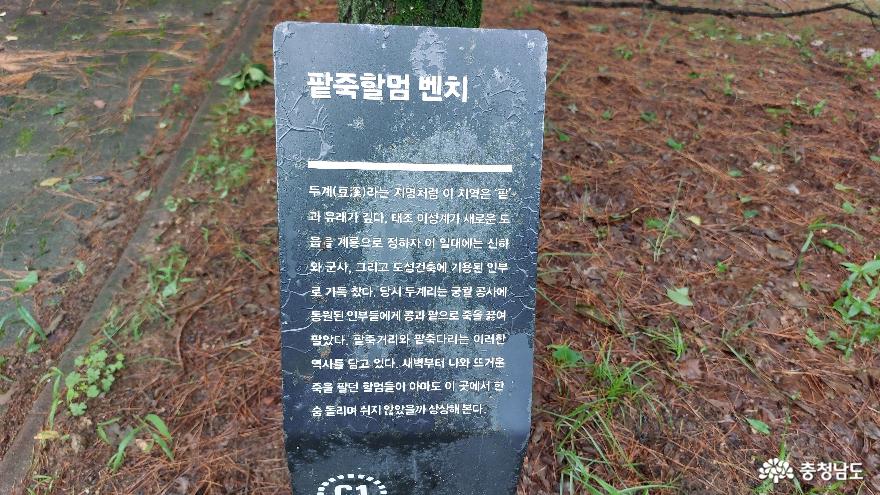 팥죽할멈 벤치
두계(豆溪)라는 지명처럼 이 지역은 '팥'
과 유래가 깊다. 태조 이성계가 새로운 도
읍을 계룡으로 정하자 이 일대에는 신하
와 군사, 그리고 도성건축에 기용된 인부
로 가득 찼다. 당시 두계리는 궁궐 공사에
동원된 인부들에게 콩과 팥으로 죽을 끓여
팔았다. 팥죽거리와 팥죽다리는 이러한
역사를 담고 있다. 새벽부터 나와 뜨거운
죽을 팔던 할멈들이 아마도 이 곳에서 한
숨 돌리며 쉬지 않았을까 상상해 본다.
C1
충청남도